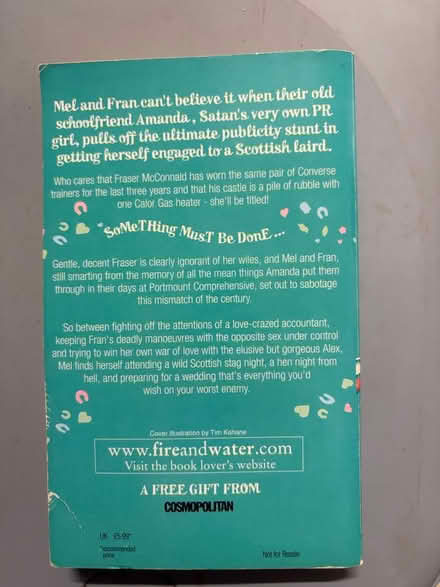 Mel and Fran can't believe it when their old
schoolfriend Amanda, Satan's very own PR
girl, pulls off the ultimate publicity stunt in
getting herself engaged to a Scottish laird.
Who cares that Fraser McConnald has worn the same pair of Converse
trainers for the last three years and that his castle is a pile of rubble with
one Calor Gas heater - she'll be titled!
SoMeTHing MusT Be DonE...
Gentle, decent Fraser is clearly ignorant of her wiles, and Mel and Fran,
still smarting from the memory of all the mean things Amanda put them
through in their days at Portmount Comprehensive, set out to sabotage
this mismatch of the century.
So between fighting off the attentions of a love-crazed accountant,
keeping Fran's deadly manoeuvres with the opposite sex under control
and trying to win her own war of love with the elusive but gorgeous Alex,
Mel finds herself attending a wild Scottish stag night, a hen night from
hell, and preparing for a wedding that's everything you'd
wish on your worst enemy.
Cover illustration by Tim Kahane
www.fireandwater.com
Visit the book lover's website
A FREE GIFT FROM
COSMOPOLITAN
UK £5.99*
*recommended
price
Not for Resale